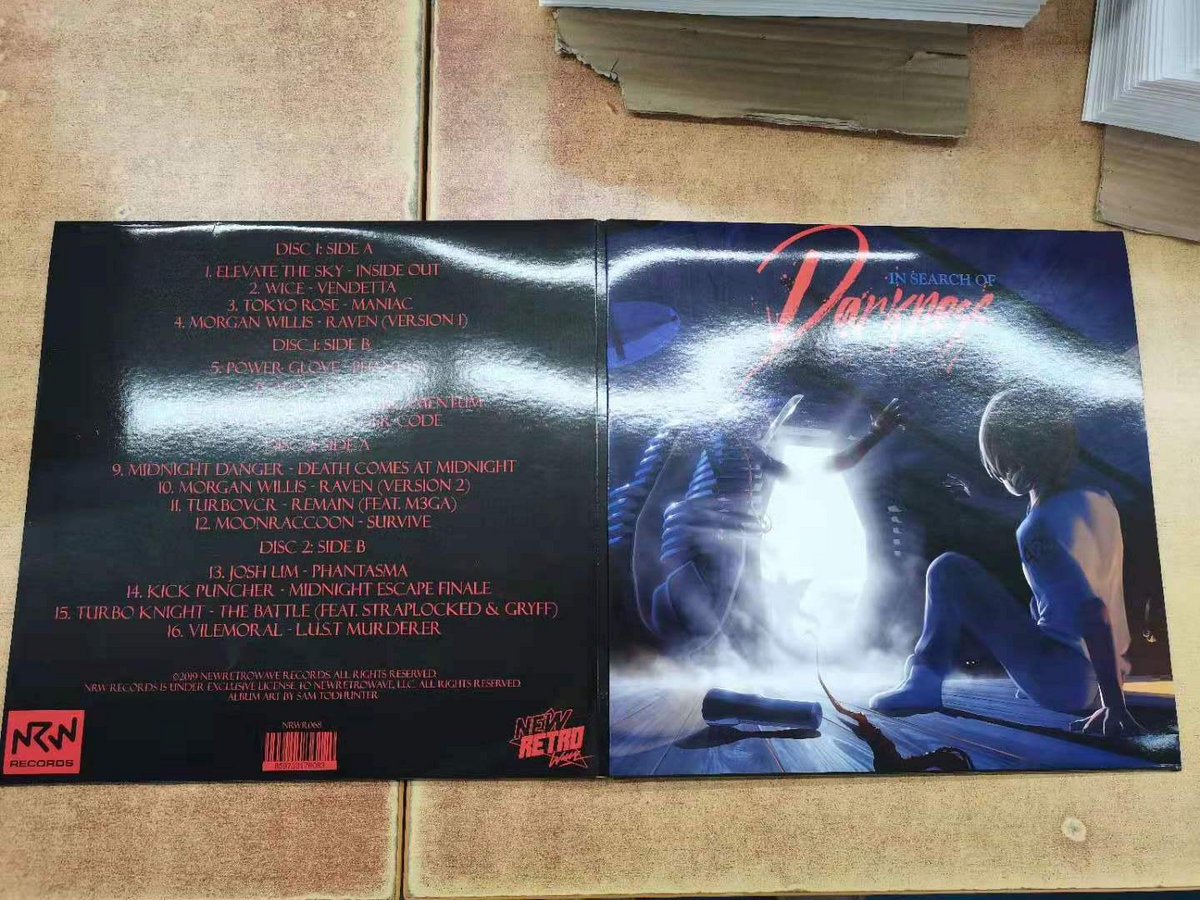 DISC 1: SIDE A
1. ELEVATE THE SKY - INSIDE OUT
2. WICE - VENDETTA
3. TOKYO ROSE - MANIAC
4. MORGAN WILLIS - RAVEN (VERSION 1)
DISC 1: SIDE B
5. POWER GLOVE -
CODE
SIDE A
9. MIDNIGHT DANGER - DEATH COMES AT MIDNIGHT
10. MORGAN WILLIS - RAVEN (VERSION 2)
11. TURBOVCR - REMAIN (FEAT. M3GA)
12. MOONRACCOON - SURVIVE
DISC 2: SIDE B
13. JOSH LIM - PHANTASMA
14. KICK PUNCHER - MIDNIGHT ESCAPE FINALE
15. TURBO KNIGHT - THE BATTLE (FEAT. STRAPLOCKED & GRYFF)
16. VILEMORAL - L.U.S.T MURDERER
©2019 NEWRETROWAVE RECORDS. ALL RIGHTS RESERVED.
NRW RECORDS IS UNDER EXCLUSIVE LICENSE TO NEWRETROWAVE, LLC. ALL RIGHTS RESERVED.
ALBUM ART BY SAM TODHUNTER
NRW
RECORDS
NRWR068
NEW
RETRO
Wave
IN SEARCH OF
Darkness